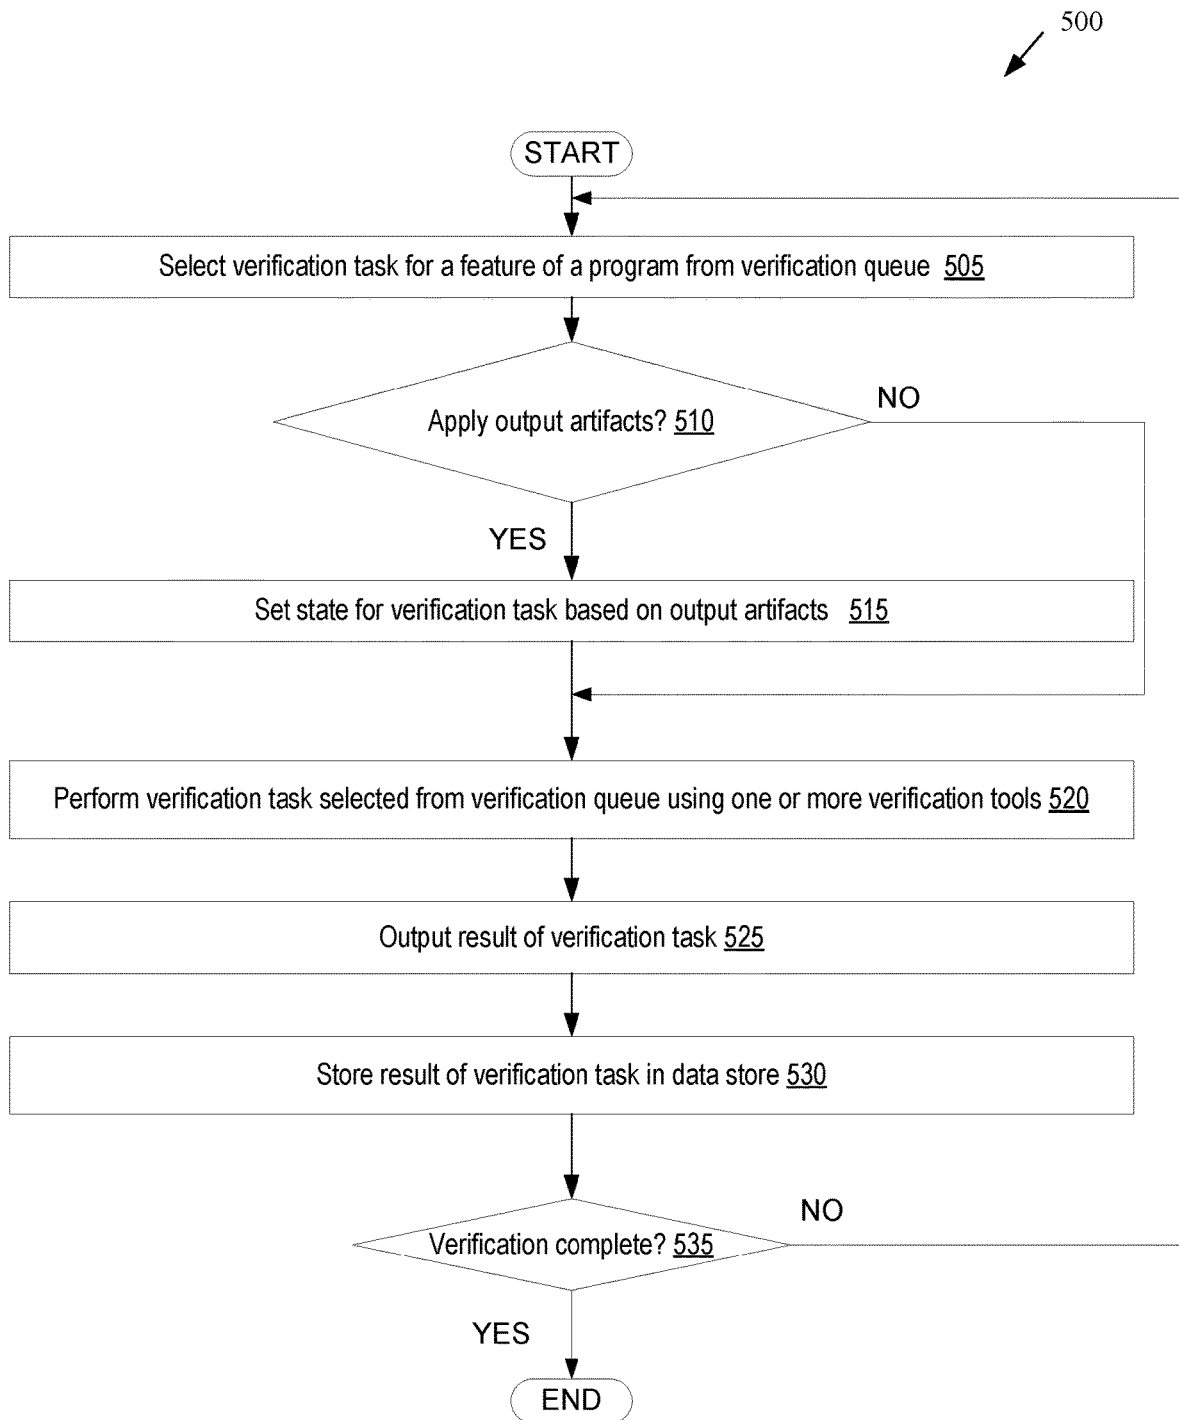 500
START
Select verification task for a feature of a program from verification queue 505
Apply output artifacts? 510
NO
YES
Set state for verification task based on output artifacts 515
Perform verification task selected from verification queue using one or more verification tools 520
Output result of verification task 525
Store result of verification task in data store 530
Verification complete? 535
NO
YES
END